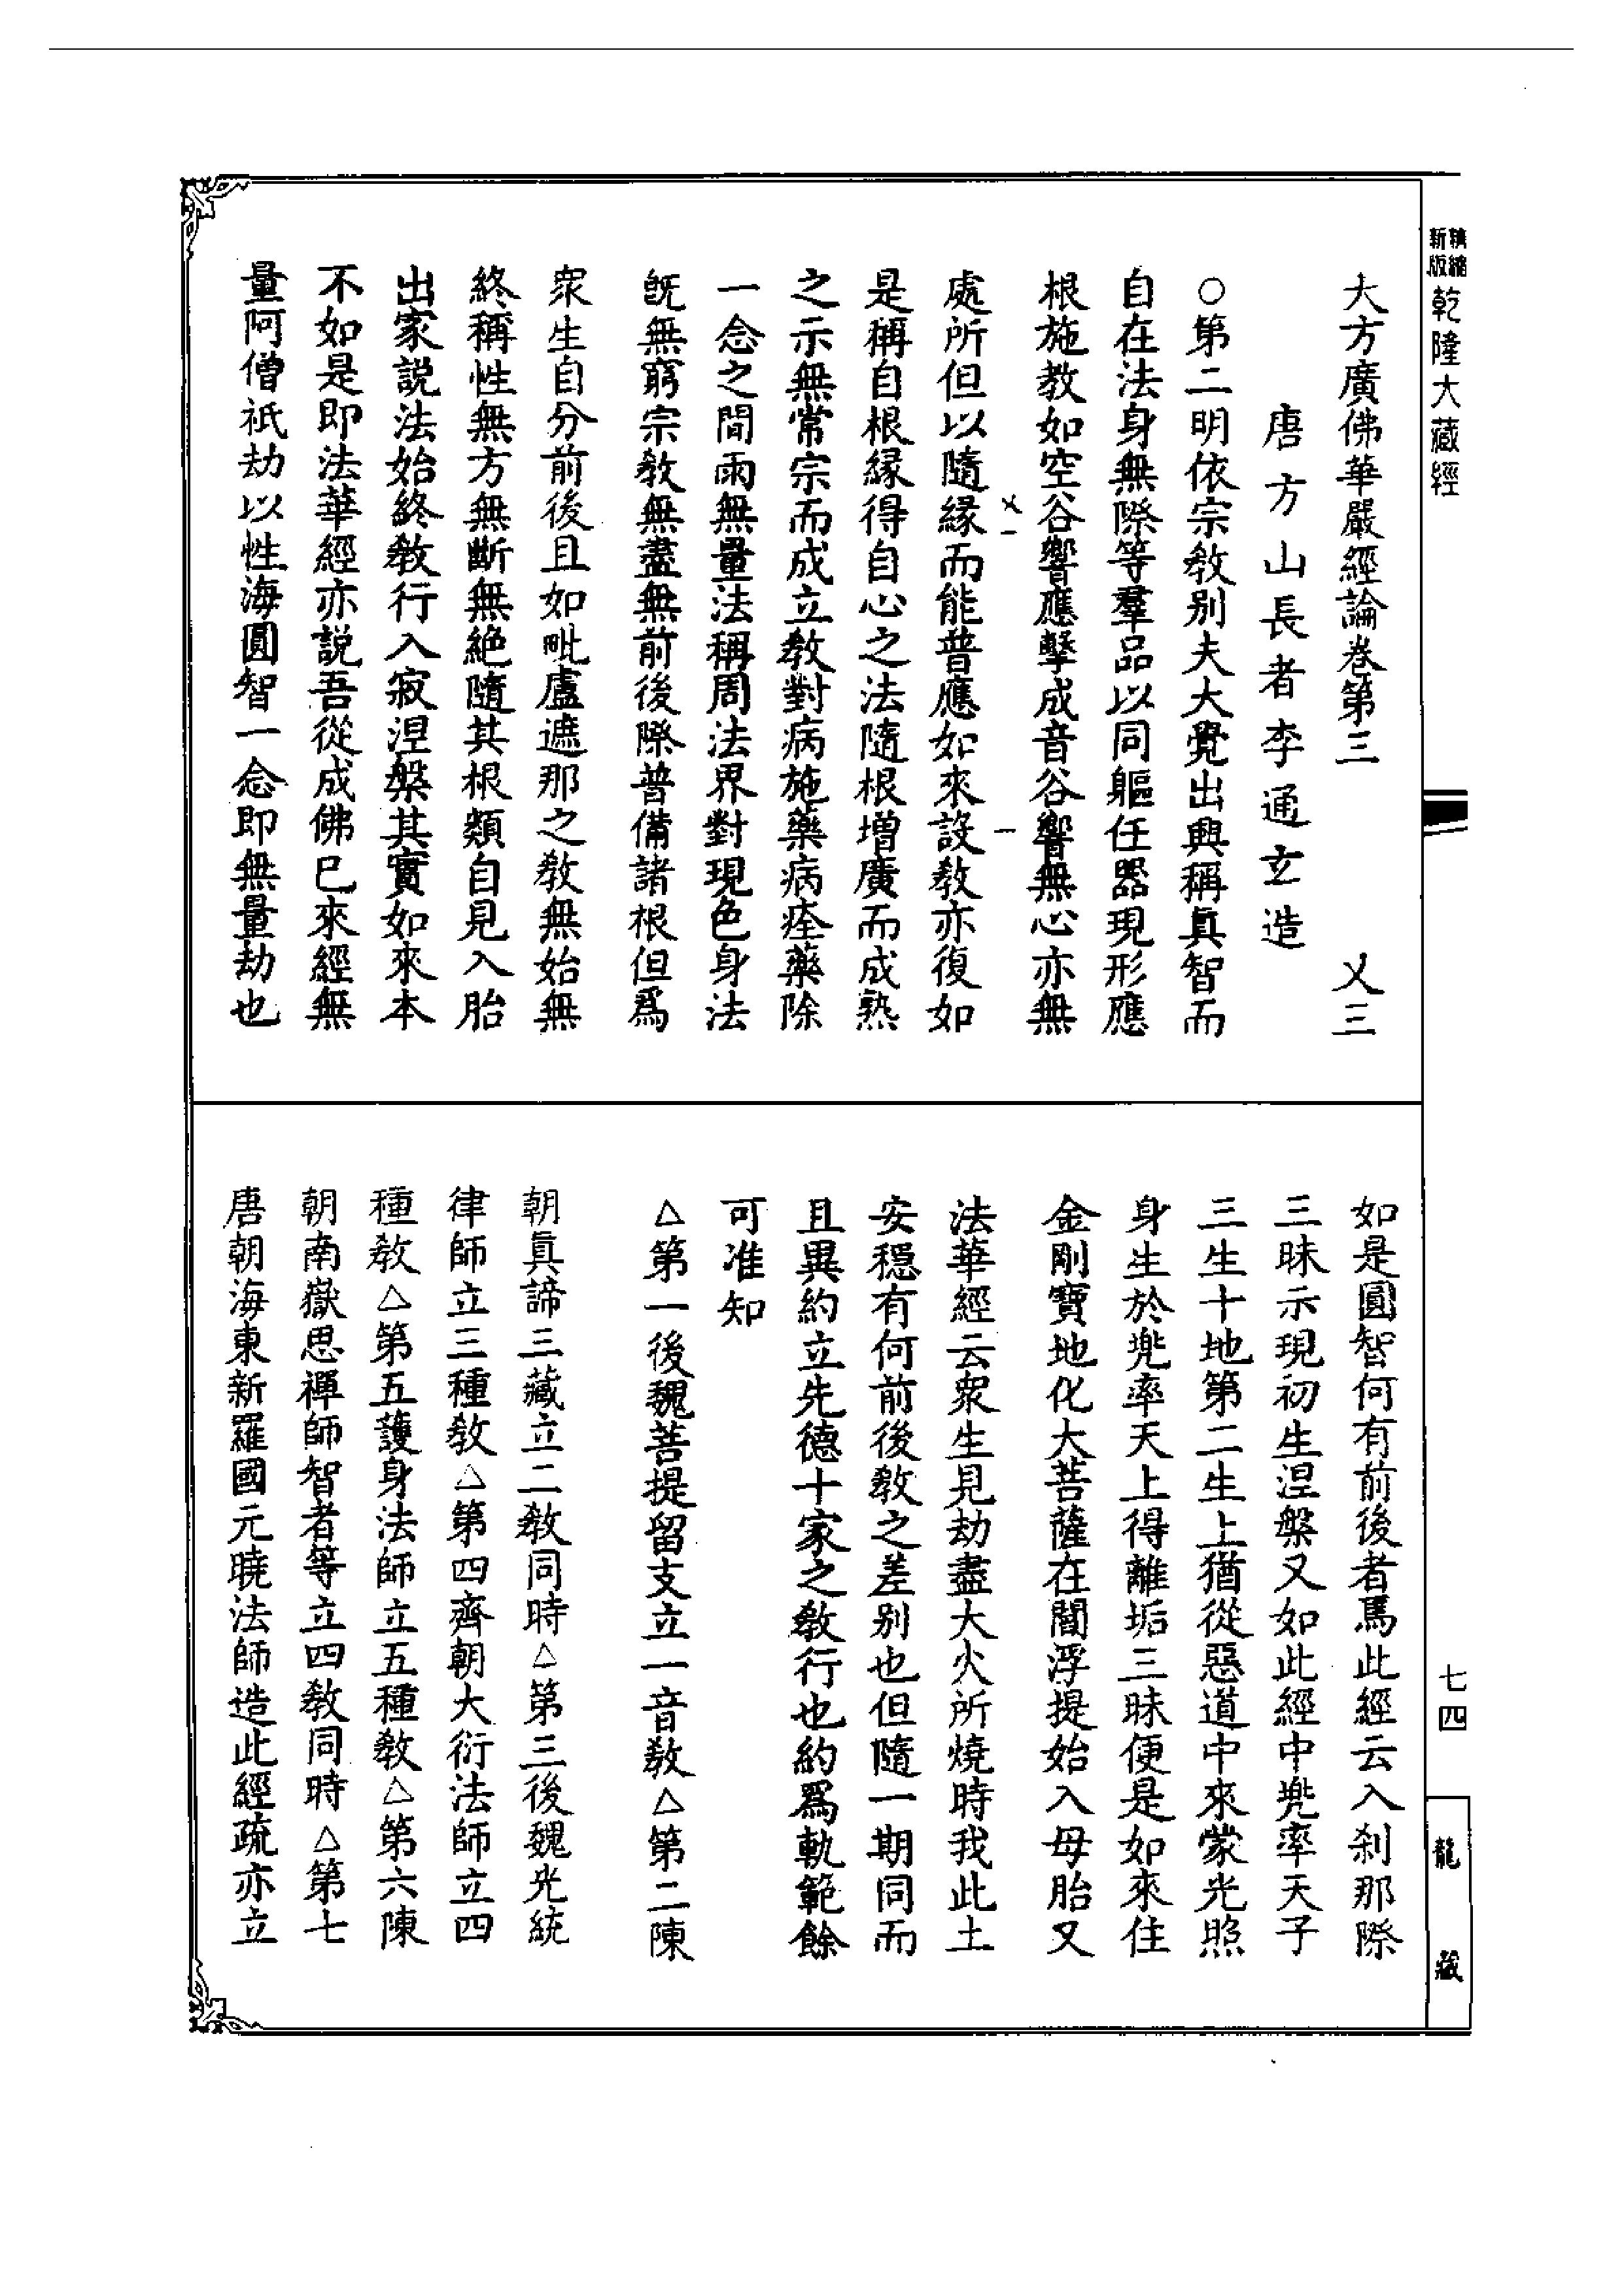 精縮新版乾隆大藏經
大方廣佛華嚴經論卷第三 乂三
唐方山長者李通玄造
○第二明依宗教别夫大覺出興稱眞智而
自在法身無際等羣品以同軀任器現形應
根施教如空谷響應擊成音谷響無心亦無
處所但以隨緣而能普應如來設教亦復如
是稱自根緣得自心之法隨根增廣而成熟
之示無常宗而成立教對病施藥病痊藥除
一念之間雨無量法稱周法界對現色身法
旣無窮宗教無盡無前後際普備諸根但爲
衆生自分前後且如毗盧遮那之教無始無
終稱性無方無斷無絶隨其根類自見入胎
出家說法始終教行入寂涅槃其實如來本
不如是即法華經亦說吾從成佛已來經無
量阿僧祇劫以性海圓智一念即無量劫也
乂一
一
如是圓智何有前後者焉此經云入刹那際
三昧示現初生涅槃又如此經中兠率天子
三生十地第二生上猶從惡道中來蒙光照
身生於兠率天上得離垢三昧便是如來住
金剛寶地化大菩薩在閻浮提始入母胎又
法華經云衆生見劫盡大火所燒時我此土
安穩有何前後教之差别也但隨一期同而
且異約立先德十家之教行也約爲軌範餘
可准知
△第一後魏菩提留支立一音教△第二陳
朝眞諦三藏立二教同時△第三後魏光統
律師立三種教△第四齊朝大衍法師立四
種教△第五護身法師立五種教△第六陳
朝南嶽思禪師智者等立四教同時△第七
唐朝海東新羅國元曉法師造此經疏亦立
七四
龍藏